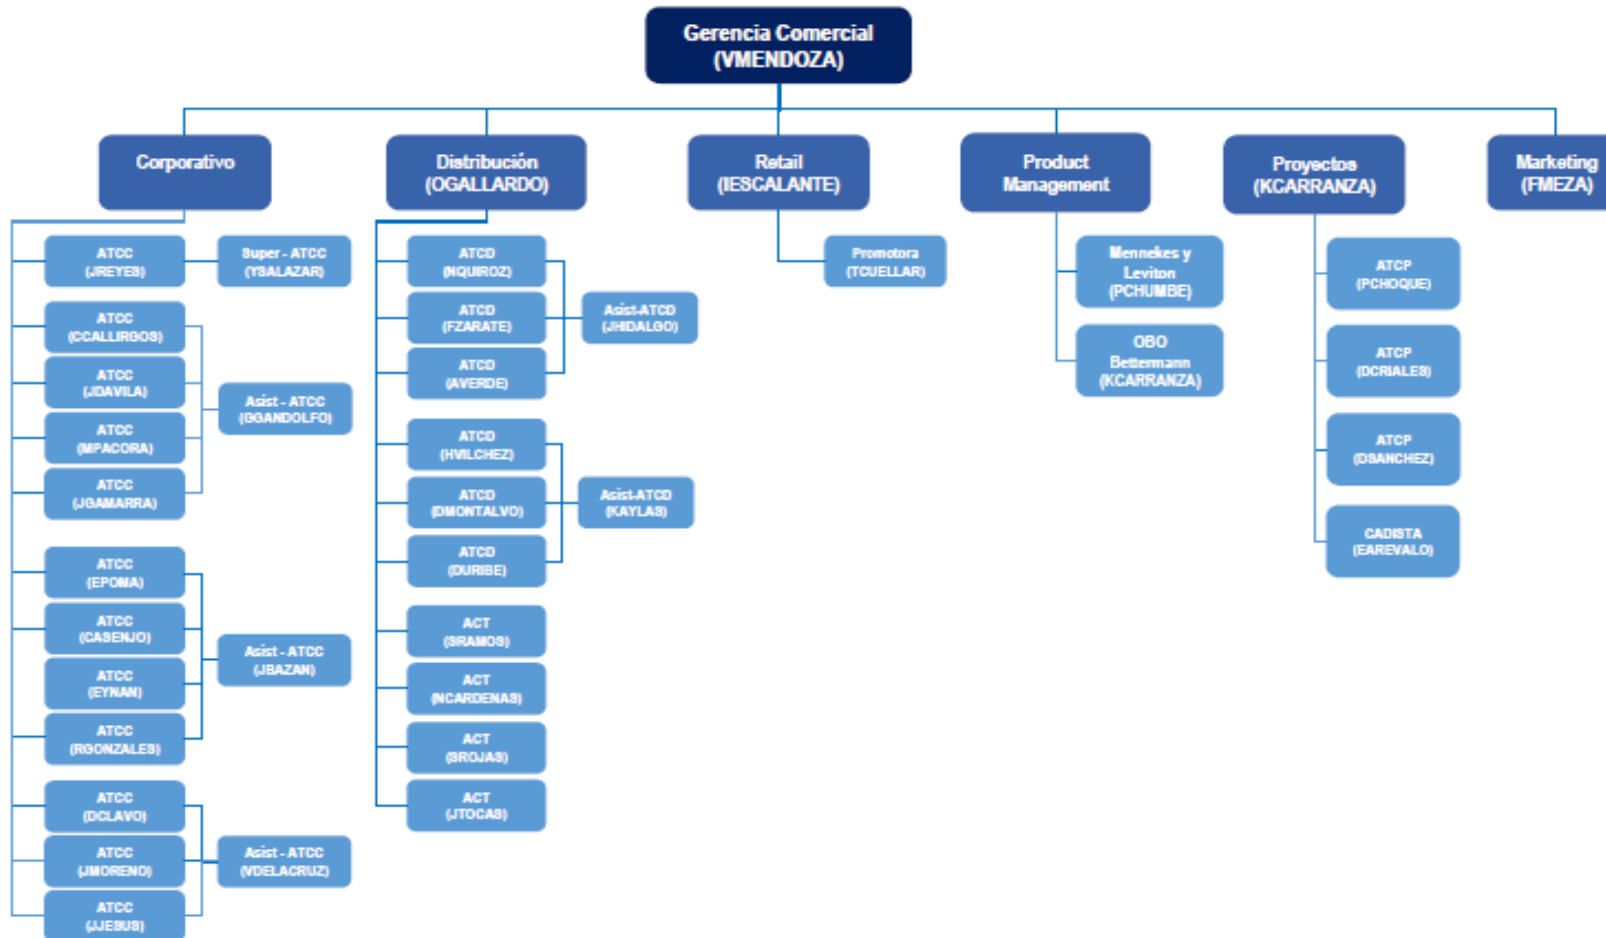 Gerencia Comercial
(VMENDOZA)
Corporativo
Distribución
(OGALLARDO)
Retail
(IESCALANTE)
Product
Management
Proyectos
(KCARRANZA)
Marketing
(FMEZA)
ATCC
(JREYES)
Super - ATCC
(YSALAZAR)
ATCC
(CCALLIRGOS)
ATCC
(JDAVILA)
ATCC
(MPACORA)
ATCC
(JGAMARRA)
Asist - ATCC
(GGANDOLFO)
ATCC
(EPOMA)
ATCC
(CASENJO)
ATCC
(EYNAN)
ATCC
(RGONZALES)
Asist - ATCC
(JBAZAN)
ATCC
(DCLAVO)
ATCC
(JMORENO)
ATCC
(JJESUS)
Asist - ATCC
(VDELACRUZ)
ATCD
(NQUIROZ)
ATCD
(FZARATE)
ATCD
(AVERDE)
Asist-ATCD
(JHIDALGO)
ATCD
(HVILCHEZ)
ATCD
(DMONTALVO)
ATCD
(DURIBE)
Asist-ATCD
(KAYLAS)
ACT
(SRAMOS)
ACT
(NCARDENAS)
ACT
(SROJAS)
ACT
(JTOCAS)
Promotora
(TCUELLAR)
Mennekes y
Leviton
(PCHUMBE)
OBO
Bettermann
(KCARRANZA)
ATCP
(PCHOQUE)
ATCP
(DCRIALES)
ATCP
(DSANCHEZ)
CADISTA
(EAREVALO)